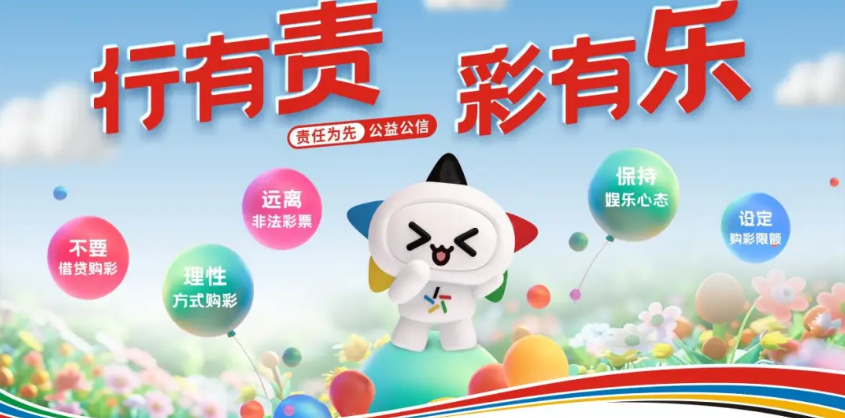 行有责 彩有乐
责任为先 公益公信
远离
非法彩票
保持
娱乐心态
不要
借贷购彩
理性
方式购彩
设定
购彩限额